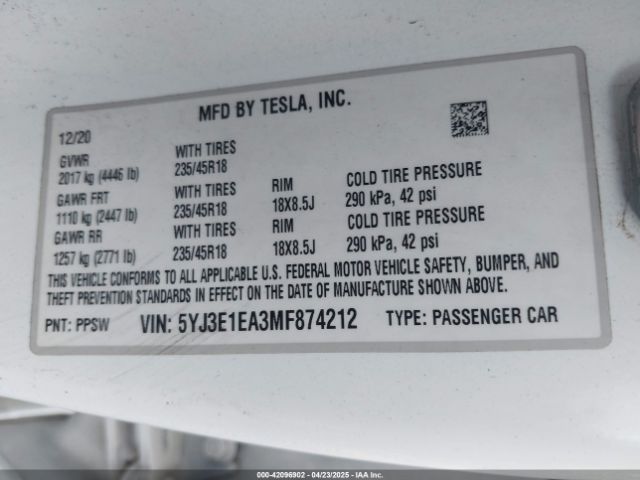 MFD BY TESLA, INC.
12/20
GVWR WITH TIRES
2017 kg (4446 lb) 235/45R18
GAWR FRT WITH TIRES RIM COLD TIRE PRESSURE
1110 kg (2447 lb) 235/45R18 18X8.5J 290 kPa, 42 psi
GAWR RR WITH TIRES RIM COLD TIRE PRESSURE
1257 kg (2771 lb) 235/45R18 18X8.5J 290 kPa, 42 psi
THIS VEHICLE CONFORMS TO ALL APPLICABLE U.S. FEDERAL MOTOR VEHICLE SAFETY, BUMPER, AND
THEFT PREVENTION STANDARDS IN EFFECT ON THE DATE OF MANUFACTURE SHOWN ABOVE.
PNT: PPSW VIN: 5YJ3E1EA3MF874212 TYPE: PASSENGER CAR
000-42096902 - 04/23/2025 - IAA Inc.